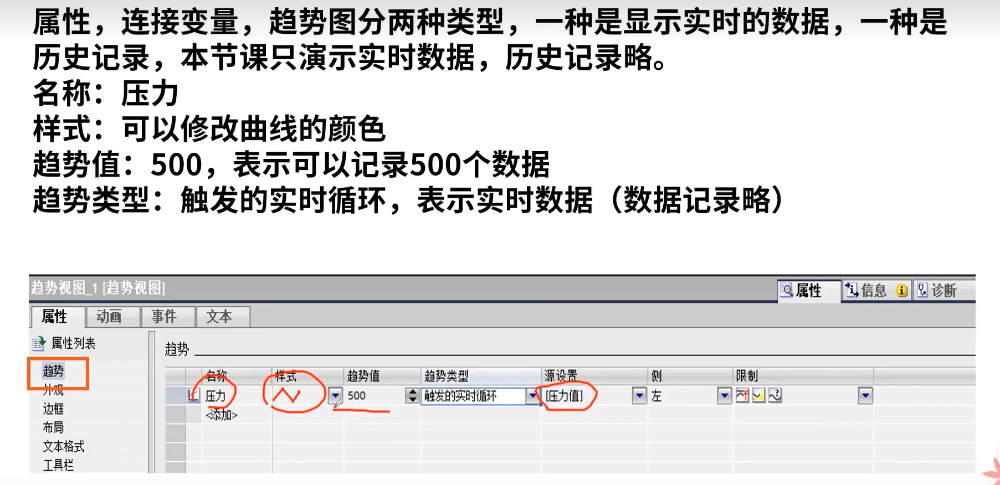 属性，连接变量，趋势图分两种类型，一种是显示实时的数据，一种是
历史记录，本节课只演示实时数据，历史记录略。
名称：压力
样式：可以修改曲线的颜色
趋势值：500，表示可以记录500个数据
趋势类型：触发的实时循环，表示实时数据（数据记录略）
趋势视图_1 [趋势视图]
属性 信息 诊断
属性 动画 事件 文本
属性列表
趋势
外观
边框
布局
文本格式
工具栏
趋势
名称 样式 趋势值 趋势类型 源设置 侧 限制
压力 500 触发的实时循环 [压力值] 左
<添加>